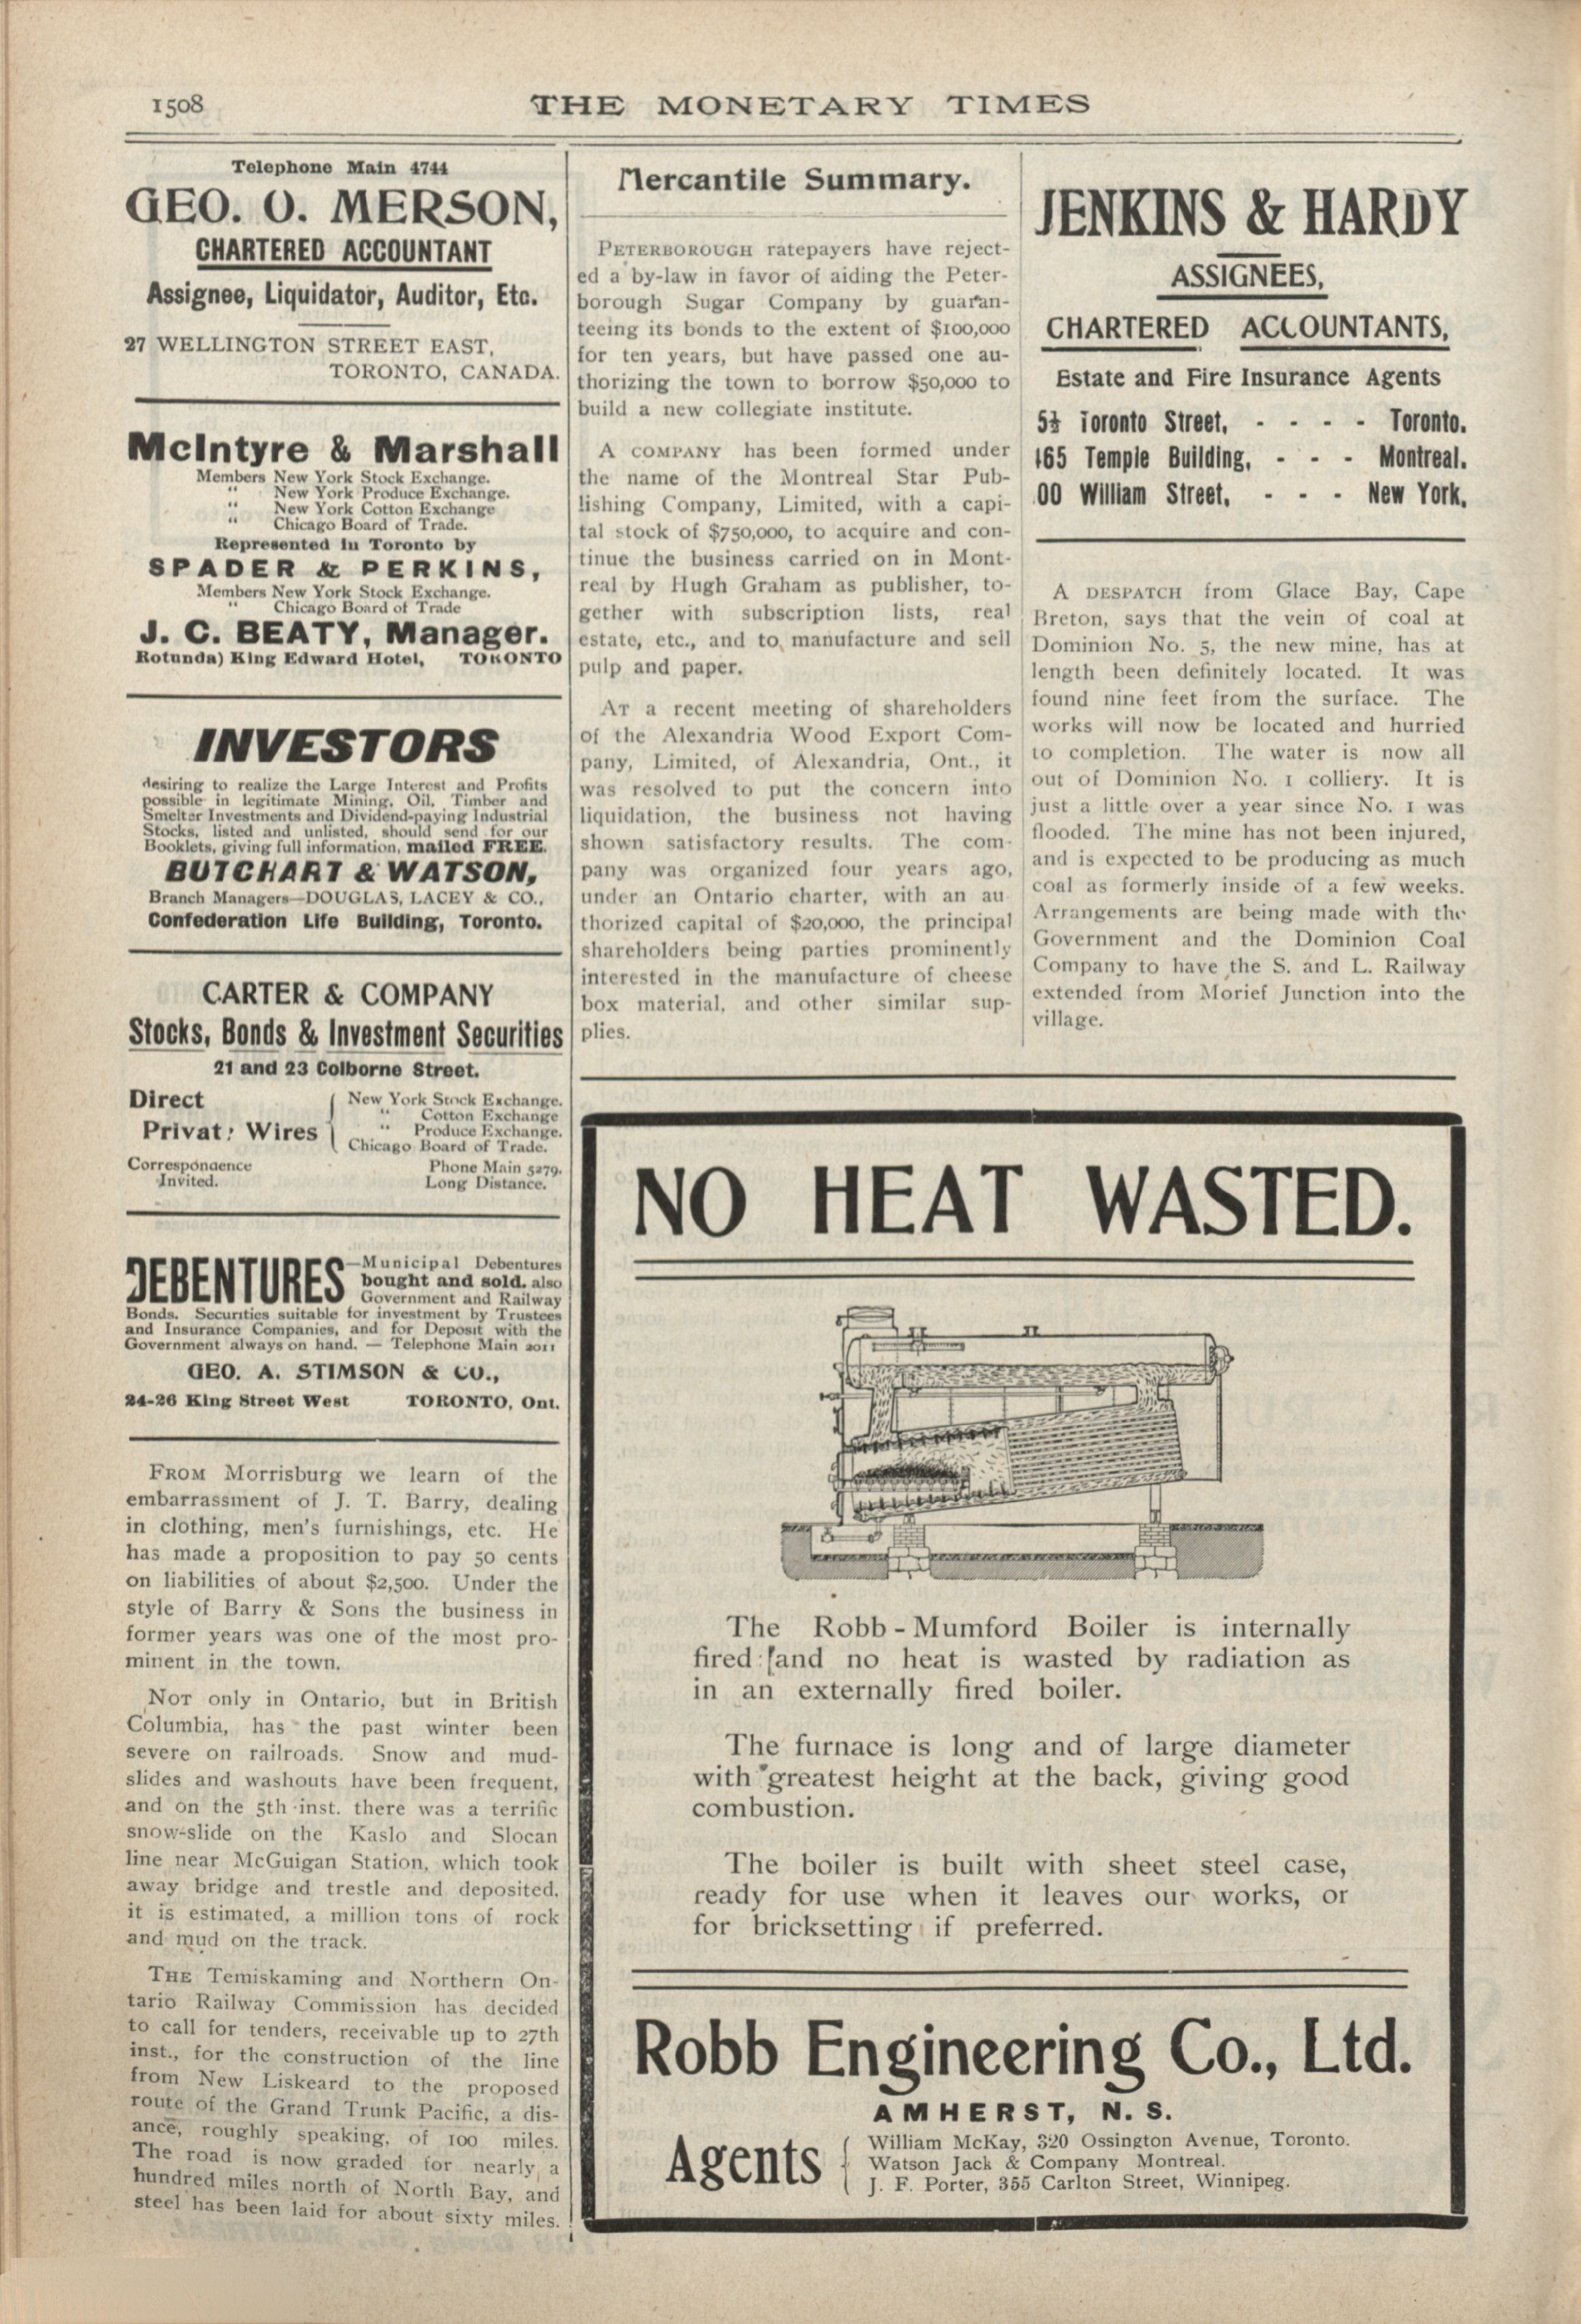 1508
THE MONETARY TIMES
Telephone Main 4744
GEO. O. MERSON,
CHARTERED ACCOUNTANT
Assignee, Liquidator, Auditor, Etc.
27 WELLINGTON STREET EAST,
TORONTO, CANADA.
McIntyre & Marshall
Members New York Stock Exchange.
" New York Produce Exchange.
" New York Cotton Exchange
" Chicago Board of Trade.
Represented in Toronto by
SPADER & PERKINS,
Members New York Stock Exchange.
" Chicago Board of Trade
J. C. BEATY, Manager.
Rotunda) King Edward Hotel, TORONTO
INVESTORS
desiring to realize the Large Interest and Profits
possible in legitimate Mining, Oil, Timber and
Smelter Investments and Dividend-paying Industrial
Stocks, listed and unlisted, should send for our
Booklets, giving full information, mailed FREE.
BUTCHART & WATSON,
Branch Managers—DOUGLAS, LACEY & CO.,
Confederation Life Building, Toronto.
CARTER & COMPANY
Stocks, Bonds & Investment Securities
21 and 23 Colborne Street.
Direct
Private Wires
New York Stock Exchange.
" Cotton Exchange
" Produce Exchange.
Chicago Board of Trade.
Correspondence
Invited.
Phone Main 5279.
Long Distance.
DEBENTURES
—Municipal Debentures
bought and sold, also
Government and Railway
Bonds. Securities suitable for investment by Trustees
and Insurance Companies, and for Deposit with the
Government always on hand. — Telephone Main 2011
GEO. A. STIMSON & CO.,
24-26 King Street West TORONTO, Ont.
FROM Morrisburg we learn of the
embarrassment of J. T. Barry, dealing
in clothing, men's furnishings, etc. He
has made a proposition to pay 50 cents
on liabilities of about $2,500. Under the
style of Barry & Sons the business in
former years was one of the most pro-
minent in the town.
NOT only in Ontario, but in British
Columbia, has the past winter been
severe on railroads. Snow and mud-
slides and washouts have been frequent,
and on the 5th inst. there was a terrific
snow-slide on the Kaslo and Slocan
line near McGuigan Station, which took
away bridge and trestle and deposited,
it is estimated, a million tons of rock
and mud on the track.
THE Temiskaming and Northern On-
tario Railway Commission has decided
to call for tenders, receivable up to 27th
inst., for the construction of the line
from New Liskeard to the proposed
route of the Grand Trunk Pacific, a dis-
ance, roughly speaking, of 100 miles.
The road is now graded for nearly a
hundred miles north of North Bay, and
steel has been laid for about sixty miles.
Mercantile Summary.
PETERBOROUGH ratepayers have reject-
ed a by-law in favor of aiding the Peter-
borough Sugar Company by guaran-
teeing its bonds to the extent of $100,000
for ten years, but have passed one au-
thorizing the town to borrow $50,000 to
build a new collegiate institute.
A COMPANY has been formed under
the name of the Montreal Star Pub-
lishing Company, Limited, with a capi-
tal stock of $750,000, to acquire and con-
tinue the business carried on in Mont-
real by Hugh Graham as publisher, to-
gether with subscription lists, real
estate, etc., and to manufacture and sell
pulp and paper.
AT a recent meeting of shareholders
of the Alexandria Wood Export Com-
pany, Limited, of Alexandria, Ont., it
was resolved to put the concern into
liquidation, the business not having
shown satisfactory results. The com-
pany was organized four years ago,
under an Ontario charter, with an au
thorized capital of $20,000, the principal
shareholders being parties prominently
interested in the manufacture of cheese
box material, and other similar sup-
plies.
JENKINS & HARDY
ASSIGNEES,
CHARTERED ACCOUNTANTS,
Estate and Fire Insurance Agents
5½ Toronto Street, - - - - Toronto.
165 Temple Building, - - - Montreal.
00 William Street, - - - New York.
A DESPATCH from Glace Bay, Cape
Breton, says that the vein of coal at
Dominion No. 5, the new mine, has at
length been definitely located. It was
found nine feet from the surface. The
works will now be located and hurried
to completion. The water is now all
out of Dominion No. 1 colliery. It is
just a little over a year since No. 1 was
flooded. The mine has not been injured,
and is expected to be producing as much
coal as formerly inside of a few weeks.
Arrangements are being made with the
Government and the Dominion Coal
Company to have the S. and L. Railway
extended from Morief Junction into the
village.
NO HEAT WASTED.
The Robb-Mumford Boiler is internally
fired and no heat is wasted by radiation as
in an externally fired boiler.
The furnace is long and of large diameter
with greatest height at the back, giving good
combustion.
The boiler is built with sheet steel case,
ready for use when it leaves our works, or
for bricksetting if preferred.
Robb Engineering Co., Ltd.
AMHERST, N. S.
Agents
William McKay, 320 Ossington Avenue, Toronto.
Watson Jack & Company Montreal.
J. F. Porter, 355 Carlton Street, Winnipeg.